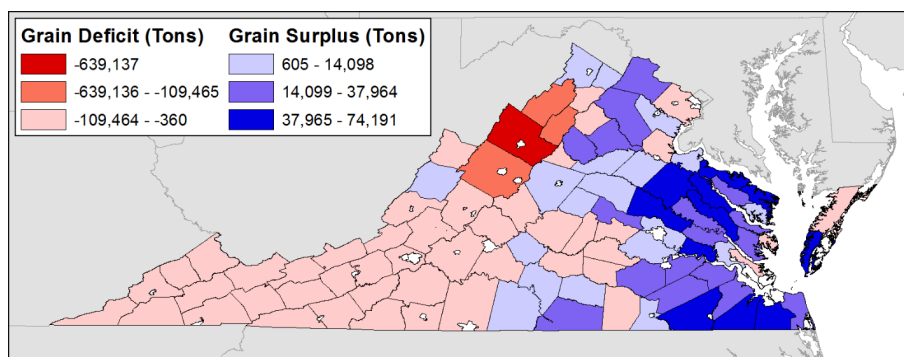 Grain Deficit (Tons) Grain Surplus (Tons)
-639,137 605 - 14,098
-639,136 - -109,465 14,099 - 37,964
-109,464 - -360 37,965 - 74,191